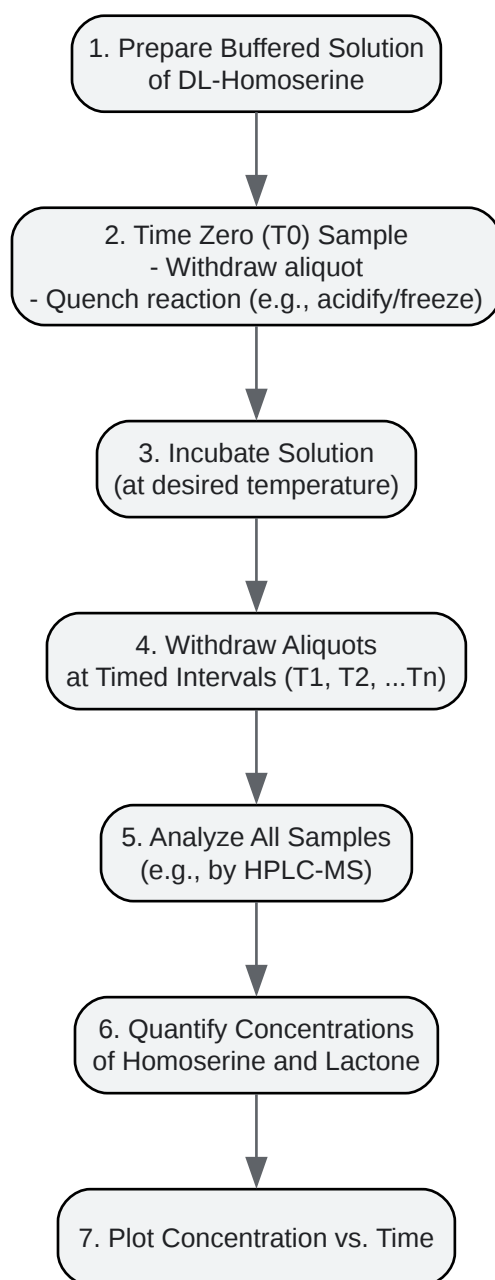 1. Prepare Buffered Solution
of DL-Homoserine
2. Time Zero (T0) Sample
- Withdraw aliquot
- Quench reaction (e.g., acidify/freeze)
3. Incubate Solution
(at desired temperature)
4. Withdraw Aliquots
at Timed Intervals (T1, T2, ...Tn)
5. Analyze All Samples
(e.g., by HPLC-MS)
6. Quantify Concentrations
of Homoserine and Lactone
7. Plot Concentration vs. Time